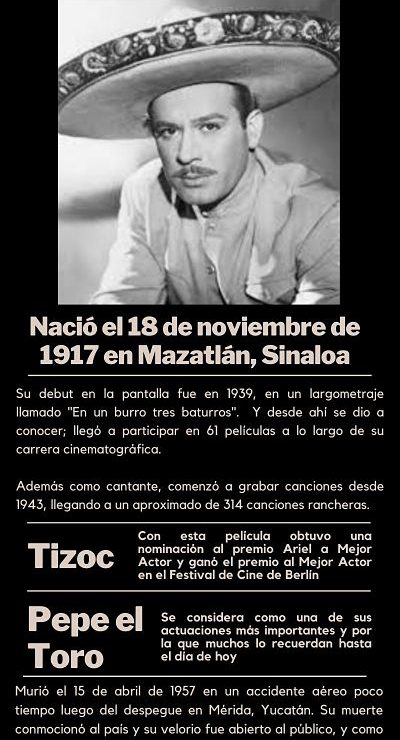 Nació el 18 de noviembre de
1917 en Mazatlán, Sinaloa
Su debut en la pantalla fue en 1939, en un largometraje
llamado "En un burro tres baturros". Y desde ahí se dio a
conocer; llegó a participar en 61 películas a lo largo de su
carrera cinematográfica.
Además como cantante, comenzó a grabar canciones desde
1943, llegando a un aproximado de 314 canciones rancheras.
Tizoc
Con esta película obtuvo una
nominación al premio Ariel a Mejor
Actor y ganó el premio al Mejor Actor
en el Festival de Cine de Berlín
Pepe el
Toro
Se considera como una de sus
actuaciones más importantes y por
la que muchos lo recuerdan hasta
el día de hoy
Murió el 15 de abril de 1957 en un accidente aéreo poco
tiempo luego del despegue en Mérida, Yucatán. Su muerte
conmocionó al país y su velorio fue abierto al público, y como